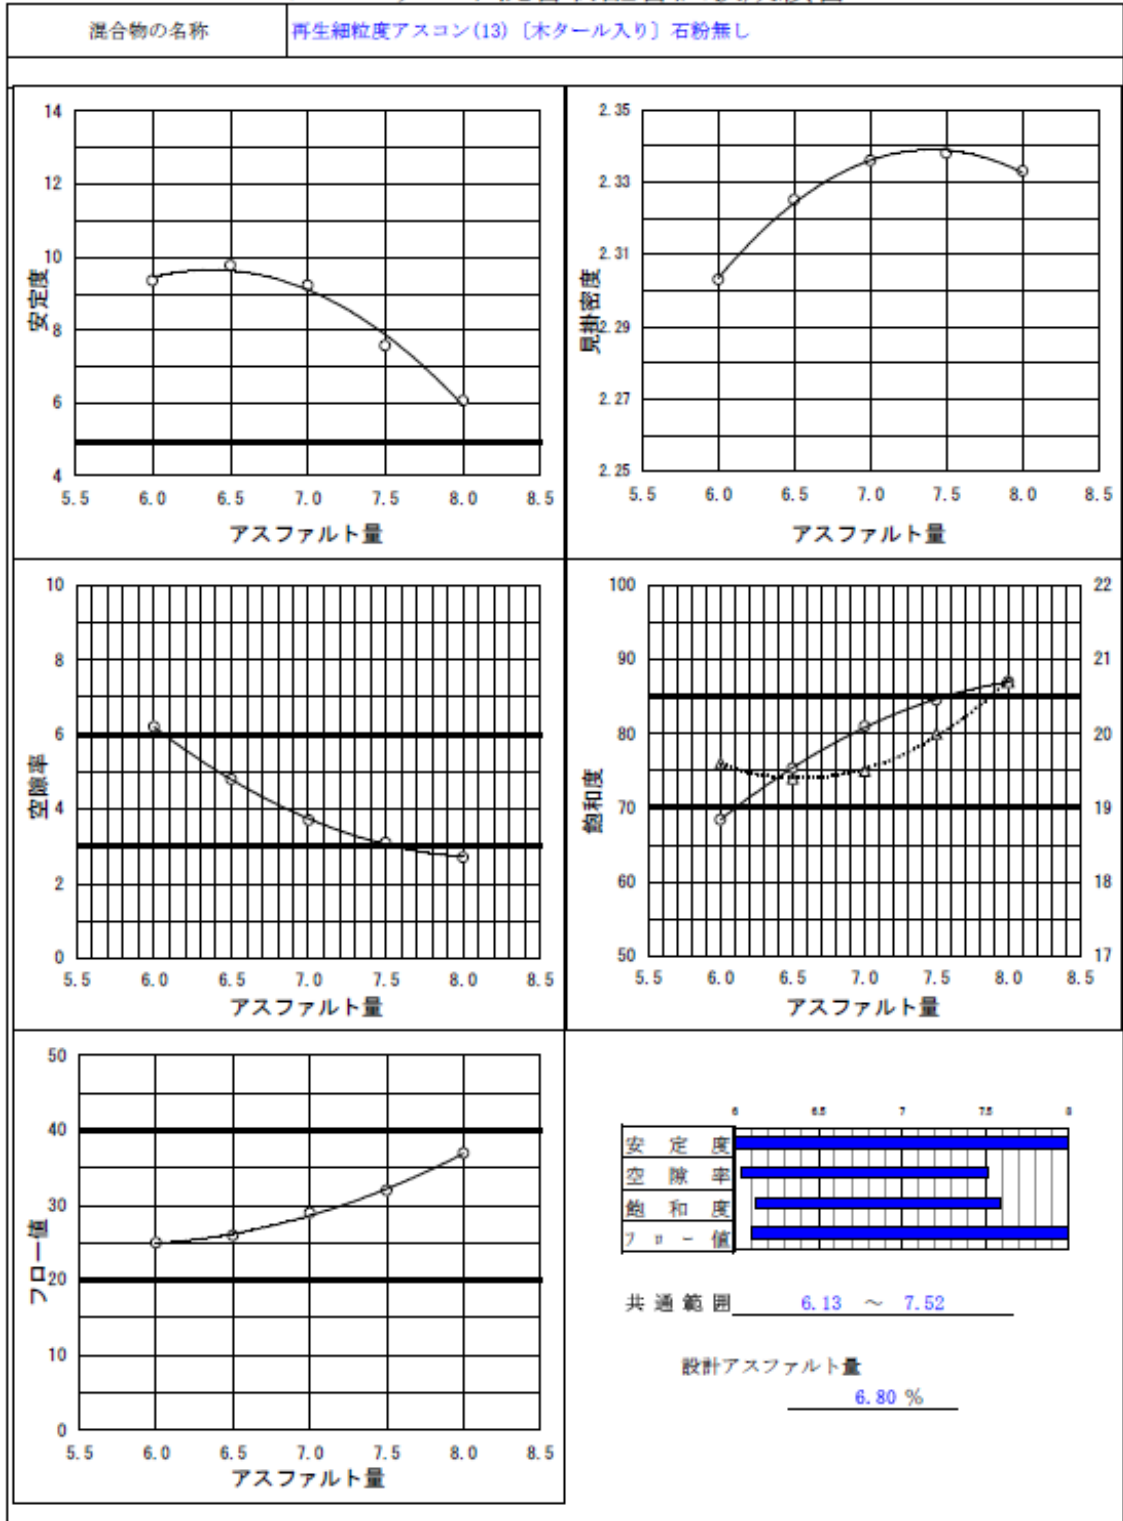 混合物の名称
再生細粒度アスコン(13)〔木タール入り〕石粉無し
14
12
10
8
6
4
安定度
5.5 6.0 6.5 7.0 7.5 8.0 8.5
アスファルト量
2.35
2.33
2.31
2.29
2.27
2.25
見掛密度
5.5 6.0 6.5 7.0 7.5 8.0 8.5
アスファルト量
10
8
6
4
2
0
空隙率
5.5 6.0 6.5 7.0 7.5 8.0 8.5
アスファルト量
100
90
80
70
60
50
飽和度
22
21
20
19
18
17
5.5 6.0 6.5 7.0 7.5 8.0 8.5
アスファルト量
50
40
30
20
10
0
フロー値
5.5 6.0 6.5 7.0 7.5 8.0 8.5
アスファルト量
6 6.5 7 7.5 8
安定度
空隙率
飽和度
フロー値
共通範囲 6.13 ～ 7.52
設計アスファルト量
6.80 %